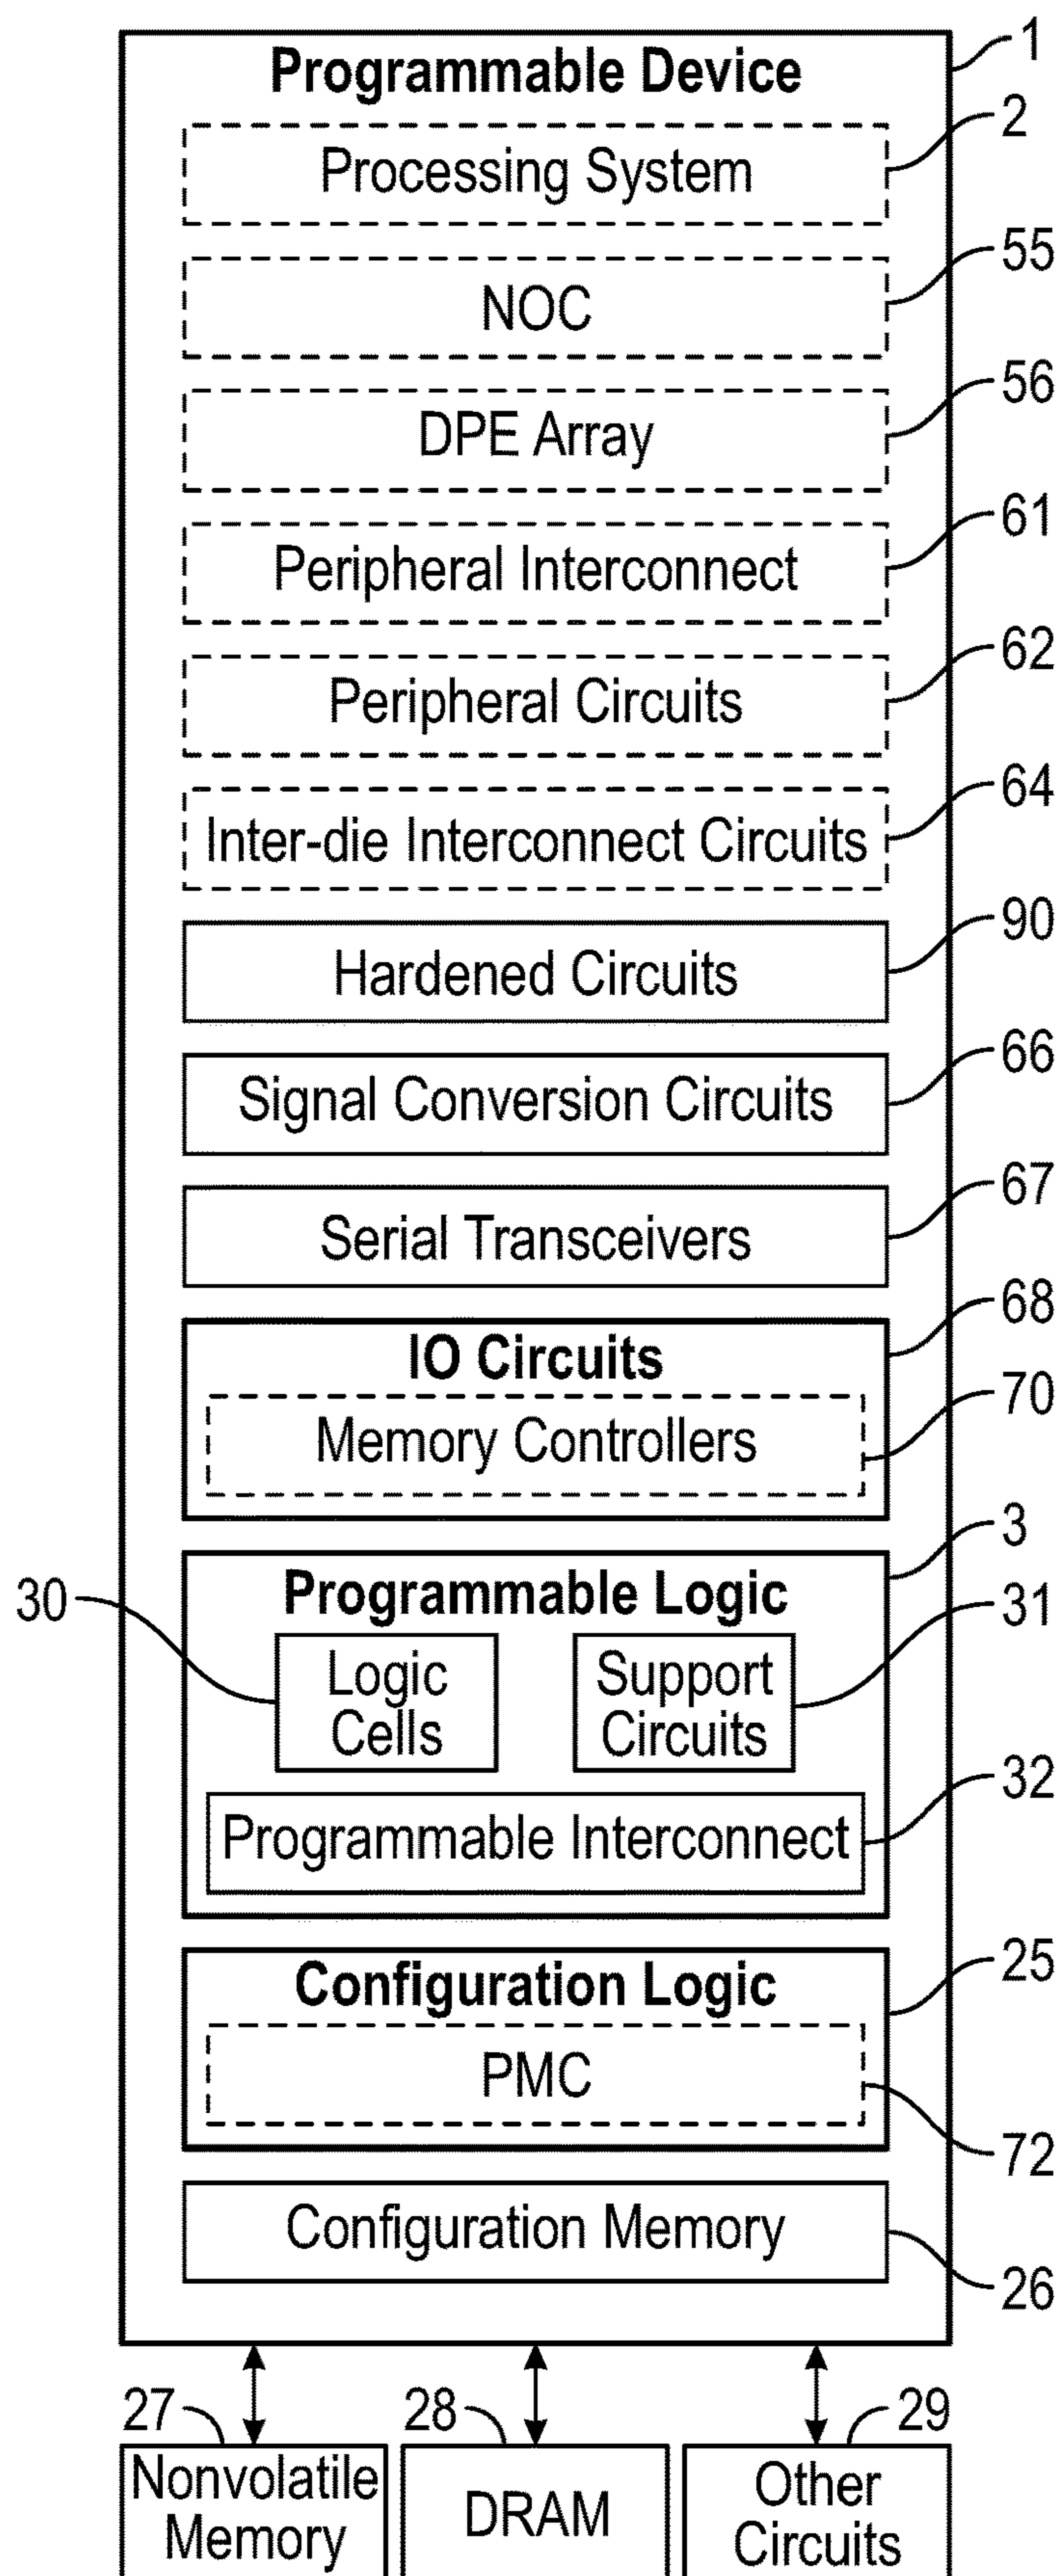 Programmable Device
1
Processing System
2
NOC
55
DPE Array
56
Peripheral Interconnect
61
Peripheral Circuits
62
Inter-die Interconnect Circuits
64
Hardened Circuits
90
Signal Conversion Circuits
66
Serial Transceivers
67
IO Circuits
68
Memory Controllers
70
Programmable Logic
3
30
Logic
Cells
Support
Circuits
31
Programmable Interconnect
32
Configuration Logic
25
PMC
72
Configuration Memory
26
27
Nonvolatile
Memory
28
DRAM
29
Other
Circuits